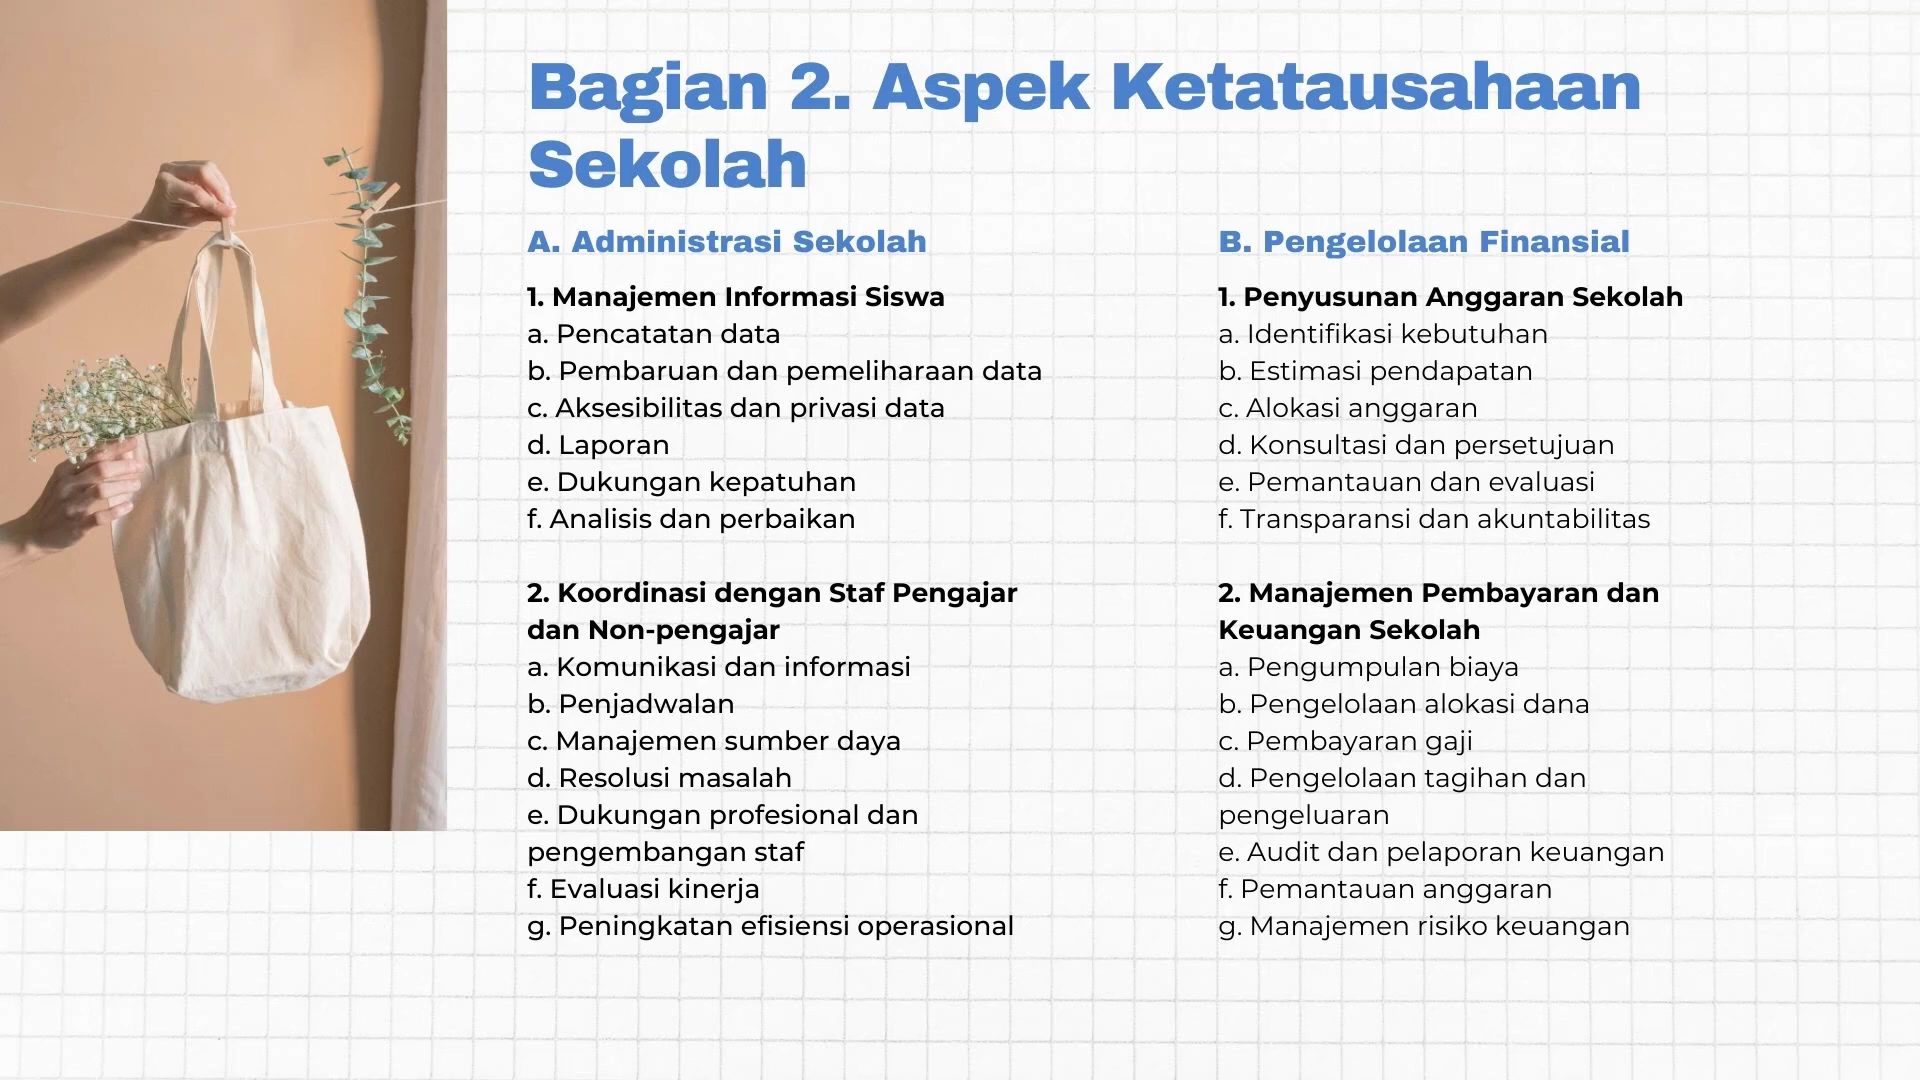 Bagian 2. Aspek Ketatausahaan
Sekolah
A. Administrasi Sekolah
1. Manajemen Informasi Siswa
a. Pencatatan data
b. Pembaruan dan pemeliharaan data
c. Aksesibilitas dan privasi data
d. Laporan
e. Dukungan kepatuhan
f. Analisis dan perbaikan
2. Koordinasi dengan Staf Pengajar
dan Non-pengajar
a. Komunikasi dan informasi
b. Penjadwalan
c. Manajemen sumber daya
d. Resolusi masalah
e. Dukungan profesional dan
pengembangan staf
f. Evaluasi kinerja
g. Peningkatan efisiensi operasional
B. Pengelolaan Finansial
1. Penyusunan Anggaran Sekolah
a. Identifikasi kebutuhan
b. Estimasi pendapatan
c. Alokasi anggaran
d. Konsultasi dan persetujuan
e. Pemantauan dan evaluasi
f. Transparansi dan akuntabilitas
2. Manajemen Pembayaran dan
Keuangan Sekolah
a. Pengumpulan biaya
b. Pengelolaan alokasi dana
c. Pembayaran gaji
d. Pengelolaan tagihan dan
pengeluaran
e. Audit dan pelaporan keuangan
f. Pemantauan anggaran
g. Manajemen risiko keuangan